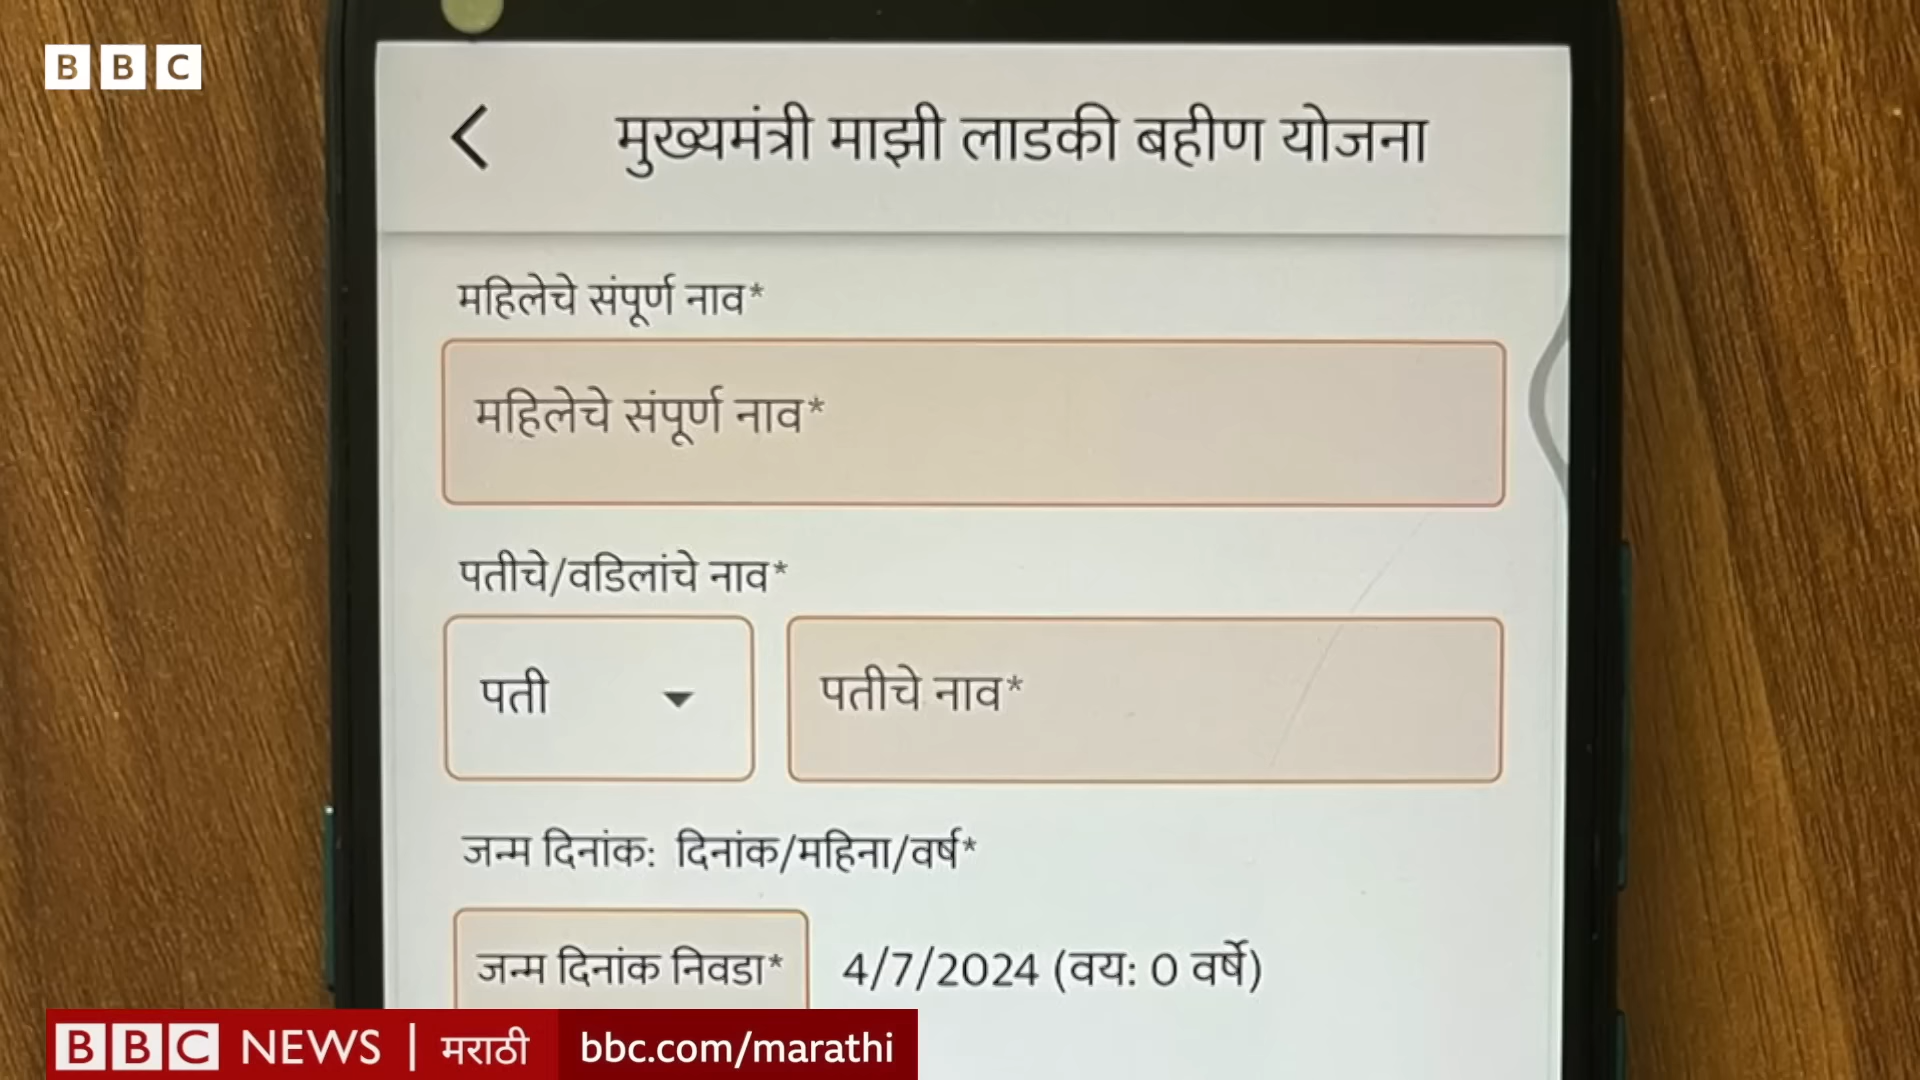 BBC
मुख्यमंत्री माझी लाडकी बहीण योजना
महिलेचे संपूर्ण नाव*
महिलेचे संपूर्ण नाव*
पतीचे/वडिलांचे नाव*
पती
पतीचे नाव*
जन्म दिनांक: दिनांक/महिना/वर्ष*
जन्म दिनांक निवडा*
4/7/2024 (वय: 0 वर्षे)
BBC NEWS | मराठी bbc.com/marathi